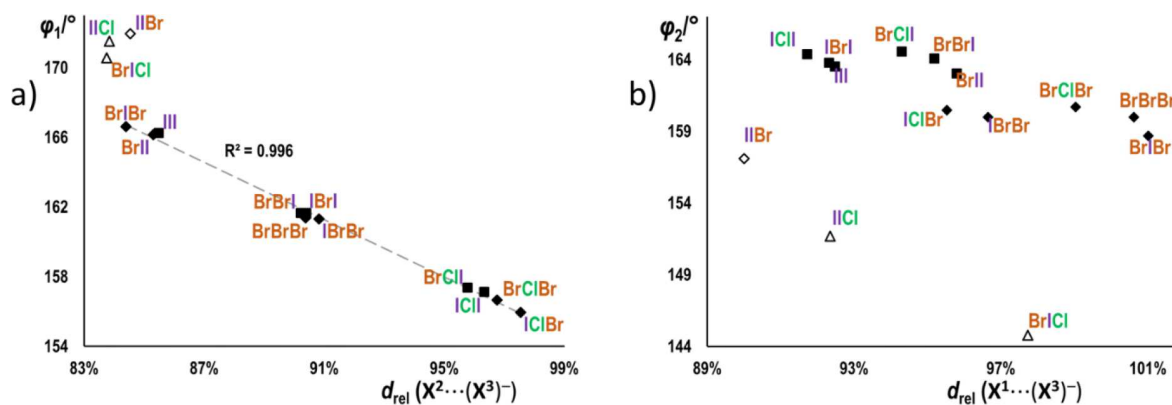 a)
φ₁/°
170
166
162
158
154
83%
87%
91%
95%
99%
d_rel (X²···(X³)⁻)
IICl
IIBr
BrICl
BrIBr
III
BrII
R² = 0.996
BrBrI
IBrI
BrBrBr
IBrBr
BrClI
BrClBr
IClI
IClBr
b)
φ₂/°
164
159
154
149
144
89%
93%
97%
101%
d_rel (X¹···(X³)⁻)
IClI
IBrI
III
BrClI
BrBrI
BrII
IClBr
IBrBr
BrClBr
BrBrBr
BrIBr
IIBr
IICl
BrICl